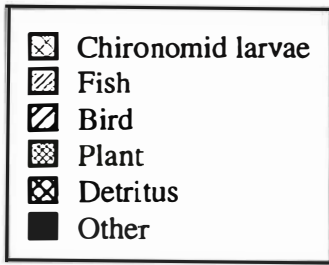 Chironomid larvae
Fish
Bird
Plant
Detritus
Other